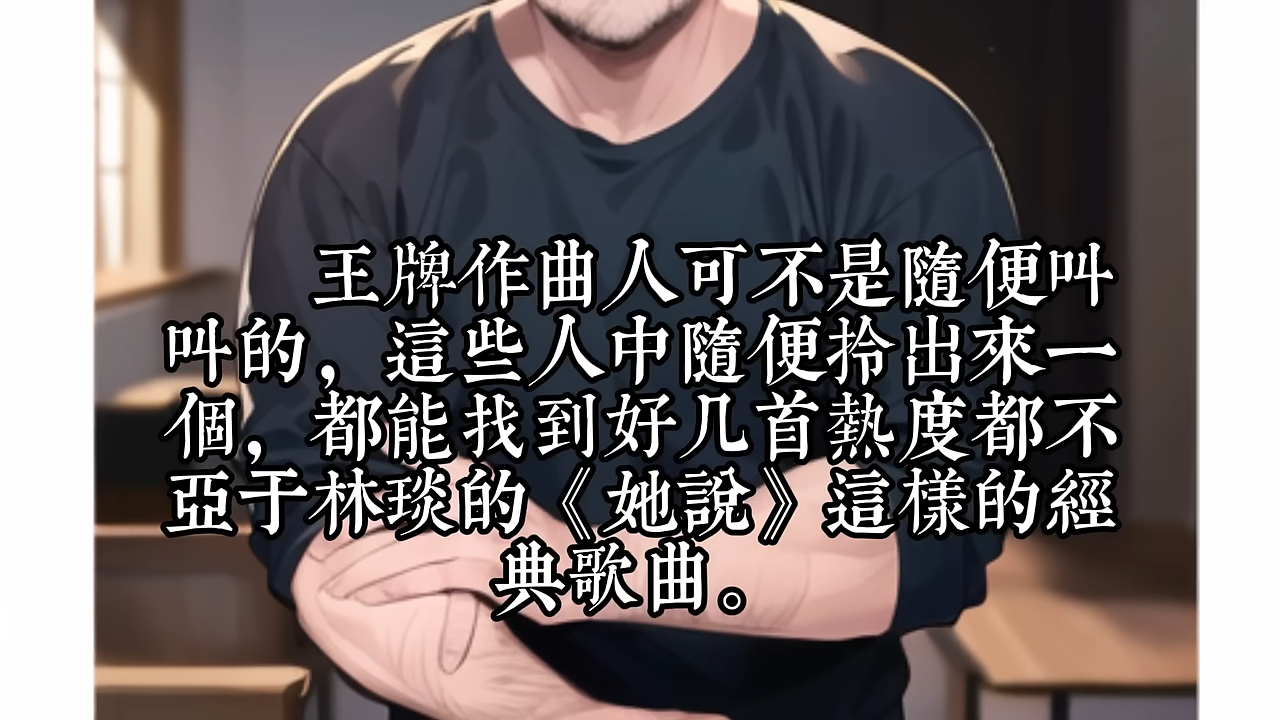 王牌作曲人可不是隨便叫
叫的，這些人中隨便拎出來一
個，都能找到好几首熱度都不
亞于林琰的《她說》這樣的經
典歌曲。